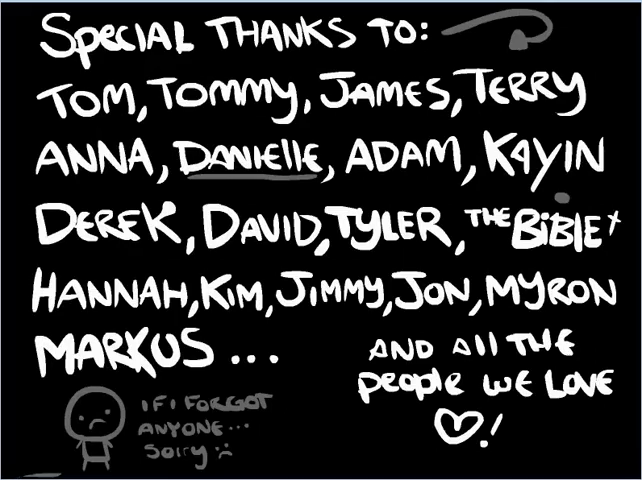 SPECIAL THANKS TO:
TOM, TOMMY, JAMES, TERRY
ANNA, DANIELLE, ADAM, KAYIN
DEREK, DAVID, TYLER, THE BIBLE
HANNAH, KIM, JIMMY, JON, MYRON
MARKUS ...
AND All THE
people WE LOVE
♡!
IF I FORGOT
ANYONE...
Sorry :(